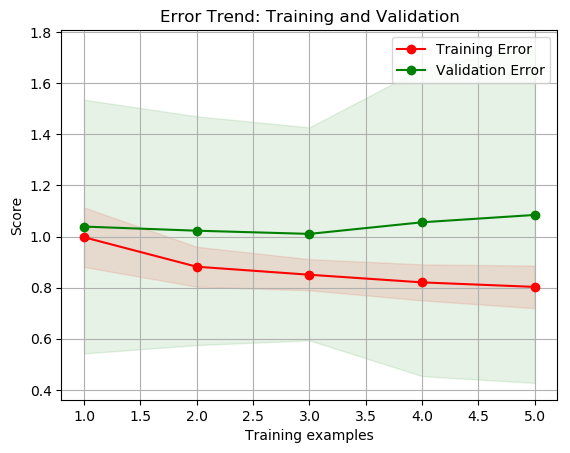 Error Trend: Training and Validation
Training Error
Validation Error
Score
1.8
1.6
1.4
1.2
1.0
0.8
0.6
0.4
1.0 1.5 2.0 2.5 3.0 3.5 4.0 4.5 5.0
Training examples